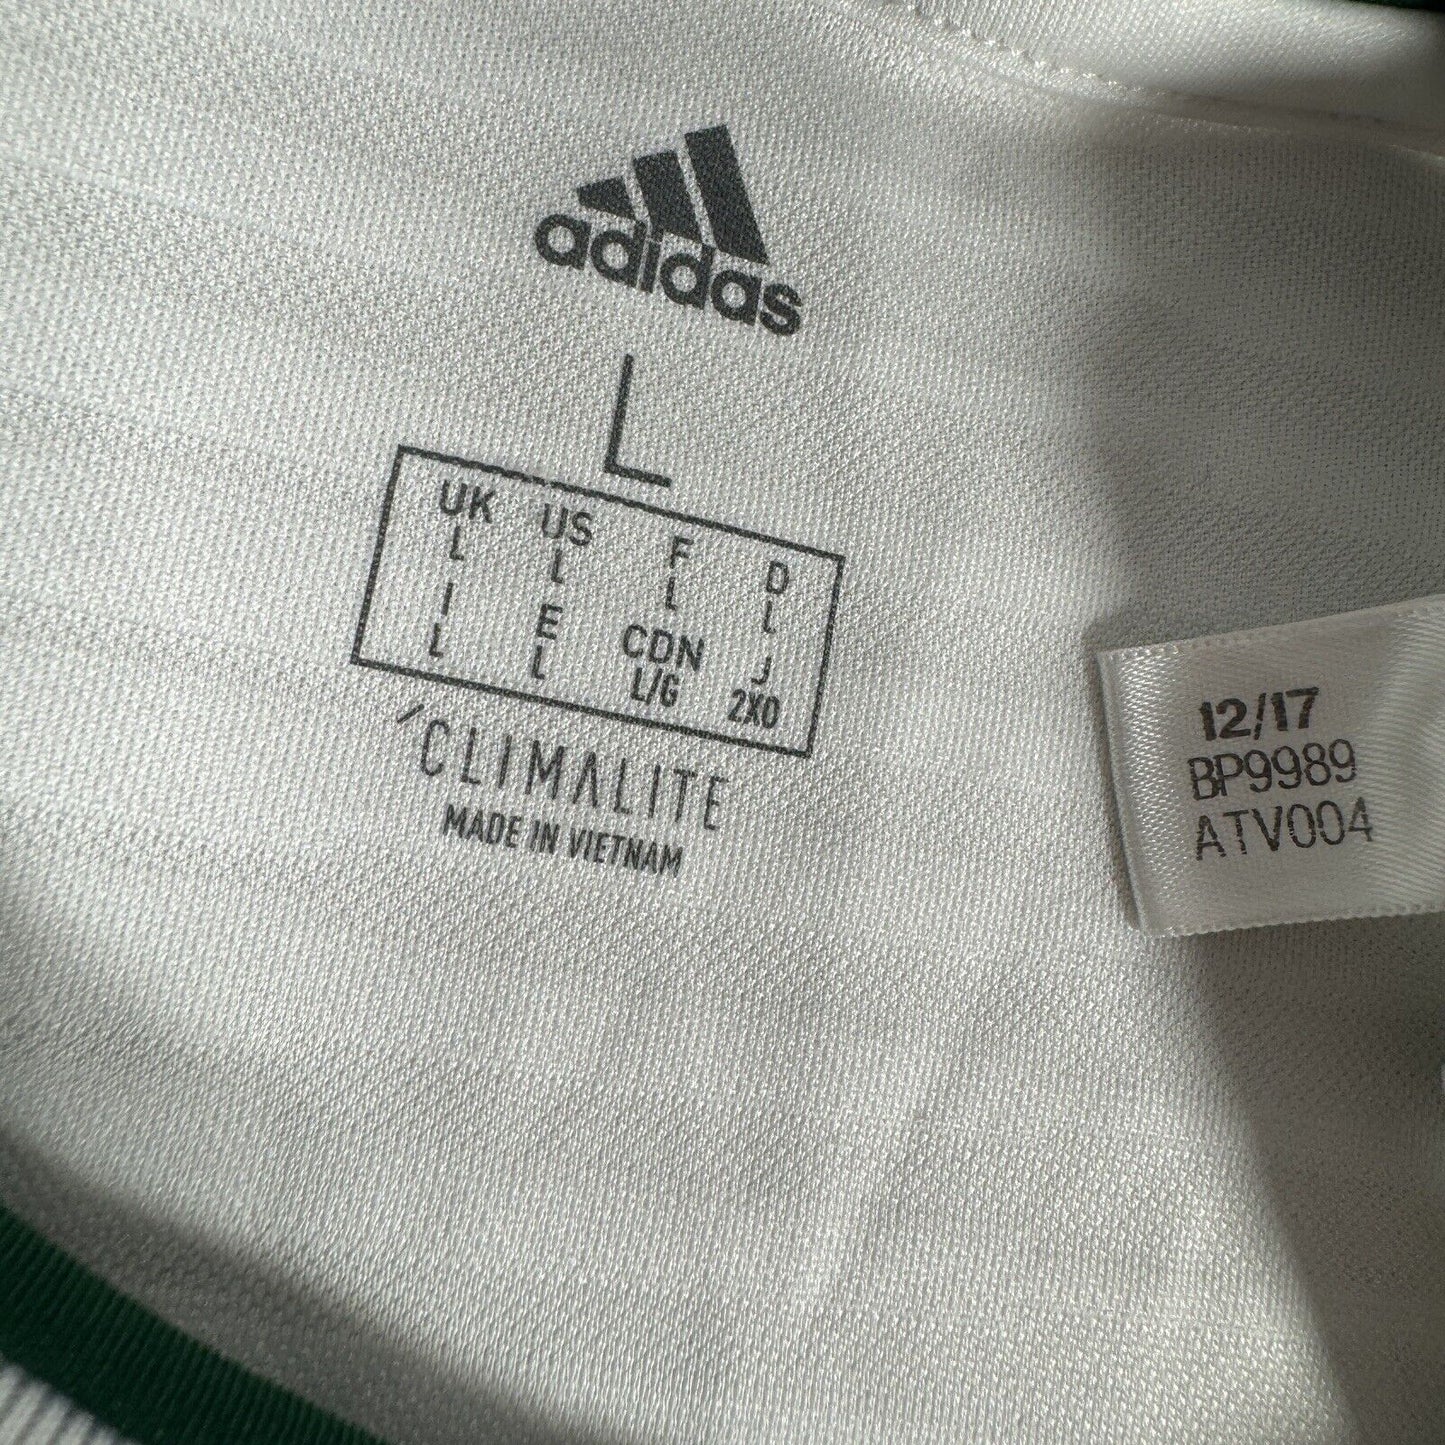 adidas
L
UK US F D
L L L L
I E CDN J
L L L/G 2XO
CLIMALITE
MADE IN VIETNAM
12/17
BP9989
ATV004